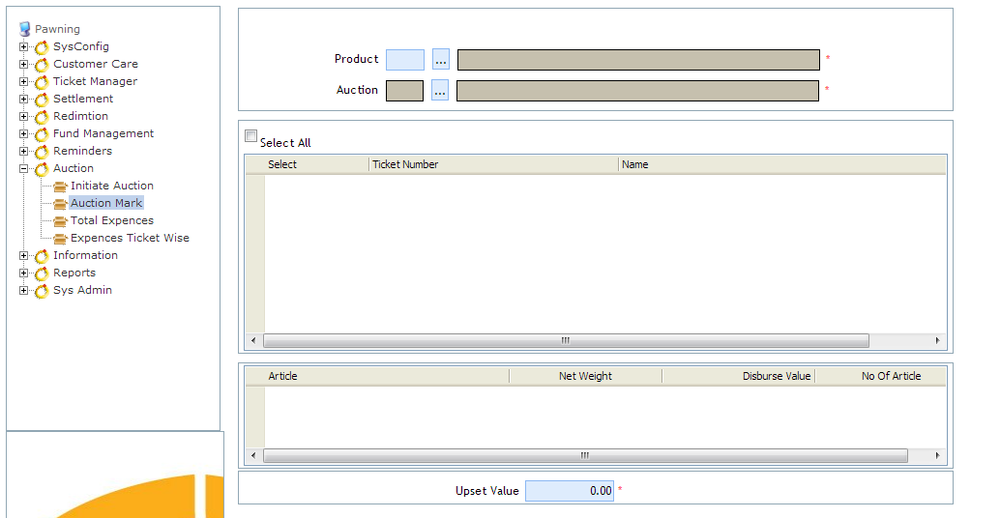 Pawning
SysConfig
Customer Care
Ticket Manager
Settlement
Redimtion
Fund Management
Reminders
Auction
Initiate Auction
Auction Mark
Total Expences
Expences Ticket Wise
Information
Reports
Sys Admin
Product ... *
Auction ... *
Select All
Select Ticket Number Name
Article Net Weight Disburse Value No Of Article
Upset Value 0.00 *